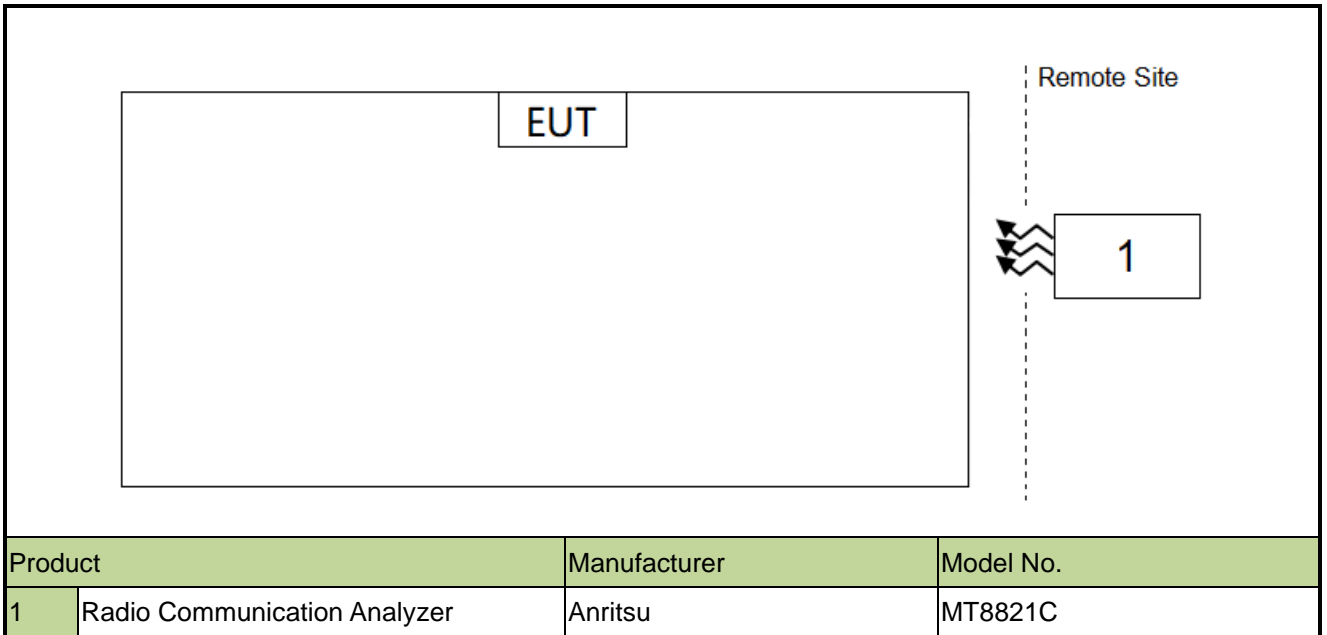 Remote Site
EUT
1
Product Manufacturer Model No.
1 Radio Communication Analyzer Anritsu MT8821C